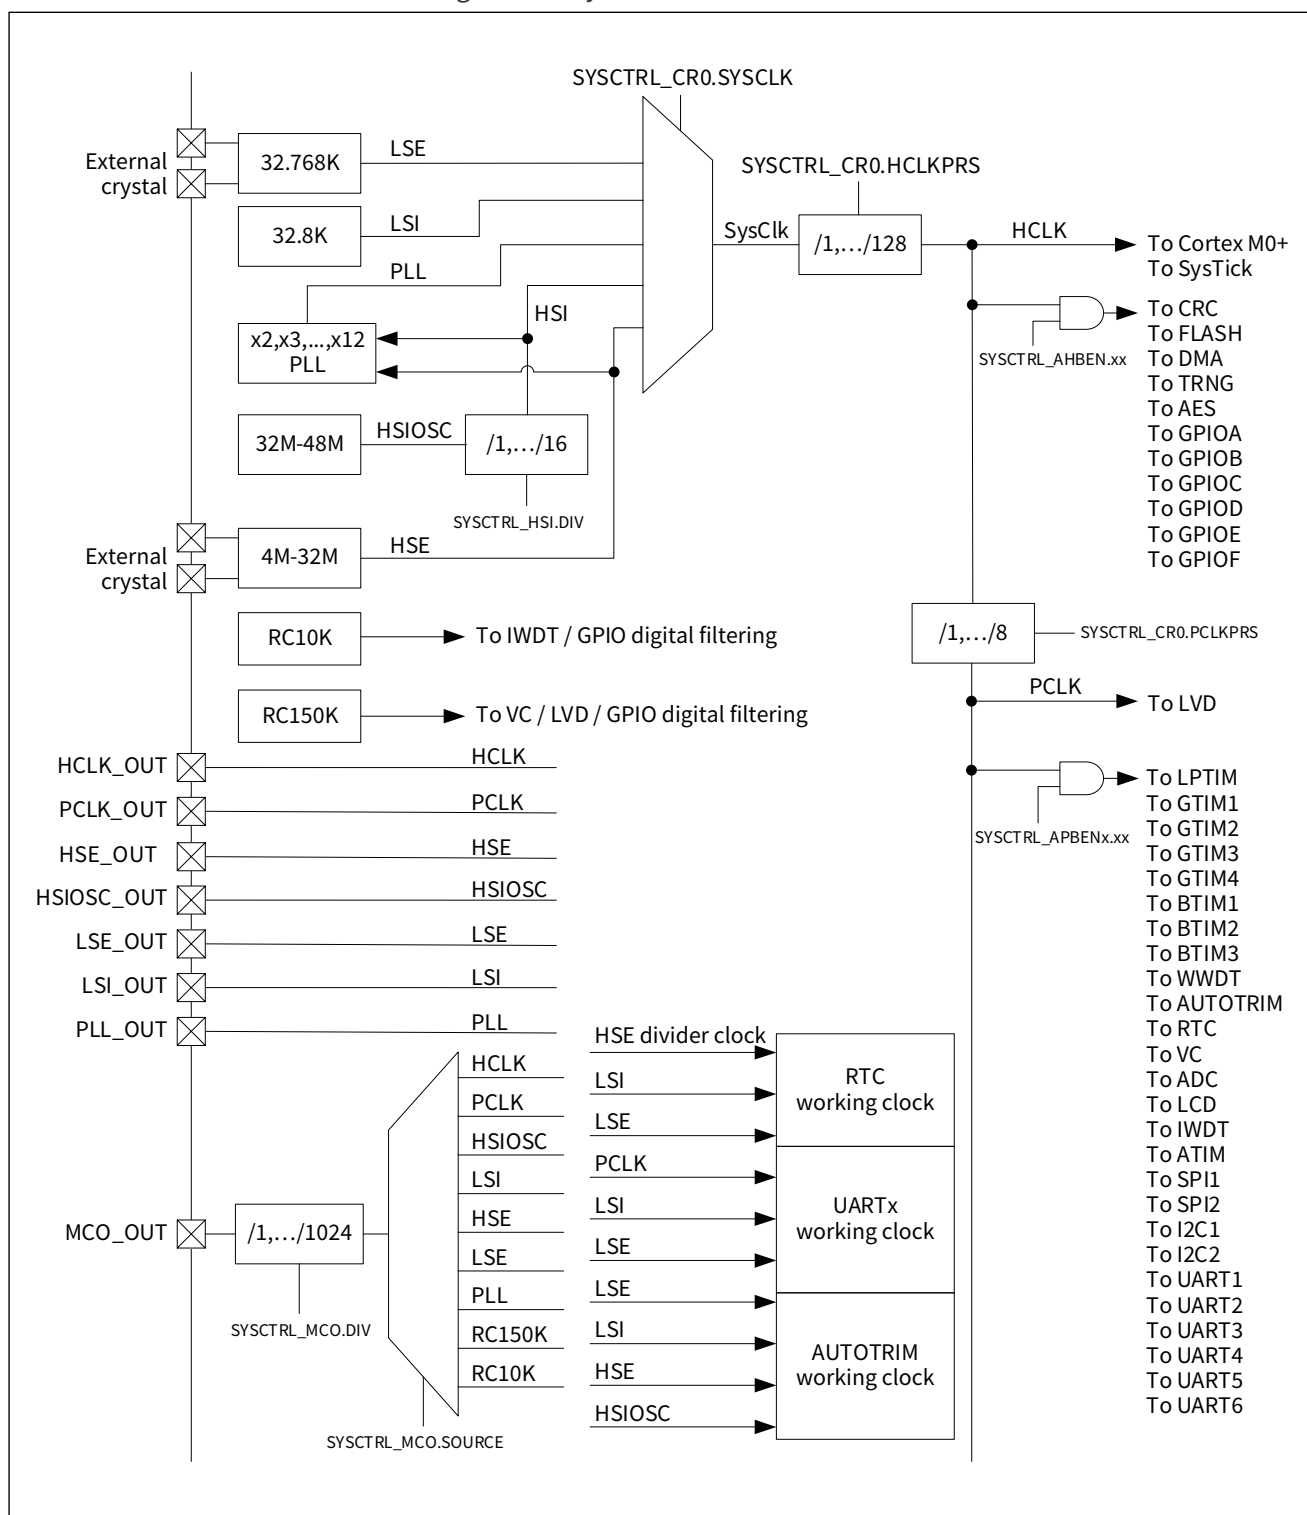 SYSCTRL_CR0.SYSCLK
External
crystal
32.768K
LSE
SYSCTRL_CR0.HCLKPRS
32.8K
LSI
SysClk
/1,.../128
HCLK
To Cortex M0+
To SysTick
PLL
HSI
x2,x3,...,x12
PLL
To CRC
To FLASH
To DMA
To TRNG
To AES
To GPIOA
To GPIOB
To GPIOC
To GPIOD
To GPIOE
To GPIOF
SYSCTRL_AHBEN.xx
32M-48M
HSIOSC
/1,.../16
SYSCTRL_HSI.DIV
External
crystal
4M-32M
HSE
RC10K
To IWDT / GPIO digital filtering
/1,.../8
SYSCTRL_CR0.PCLKPRS
RC150K
To VC / LVD / GPIO digital filtering
PCLK
To LVD
HCLK_OUT
HCLK
PCLK_OUT
PCLK
HSE_OUT
HSE
HSIOSC_OUT
HSIOSC
LSE_OUT
LSE
LSI_OUT
LSI
PLL_OUT
PLL
SYSCTRL_APBENx.xx
To LPTIM
To GTIM1
To GTIM2
To GTIM3
To GTIM4
To BTIM1
To BTIM2
To BTIM3
To WWDT
To AUTOTRIM
To RTC
To VC
To ADC
To LCD
To IWDT
To ATIM
To SPI1
To SPI2
To I2C1
To I2C2
To UART1
To UART2
To UART3
To UART4
To UART5
To UART6
MCO_OUT
/1,.../1024
SYSCTRL_MCO.DIV
HCLK
PCLK
HSIOSC
LSI
HSE
LSE
PLL
RC150K
RC10K
SYSCTRL_MCO.SOURCE
HSE divider clock
LSI
LSE
RTC
working clock
PCLK
LSI
LSE
UARTx
working clock
LSE
LSI
HSE
HSIOSC
AUTOTRIM
working clock